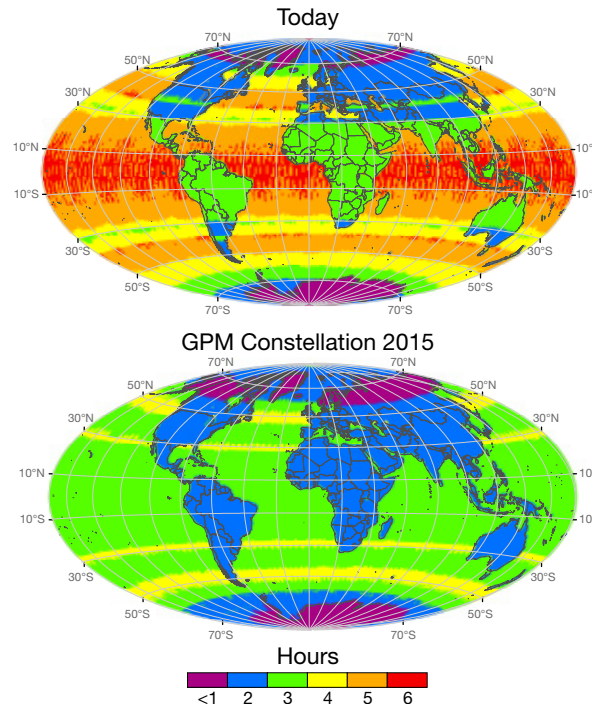 Today
70°N 70°N
50°N 50°N
30°N 30°N
10°N 10°N
10°S 10°S
30°S 30°S
50°S 50°S
70°S 70°S
GPM Constellation 2015
70°N 70°N
50°N 50°N
30°N 30°N
10°N 10°
10°S 10
30°S 30°S
50°S 50°S
70°S 70°S
Hours
<1 2 3 4 5 6